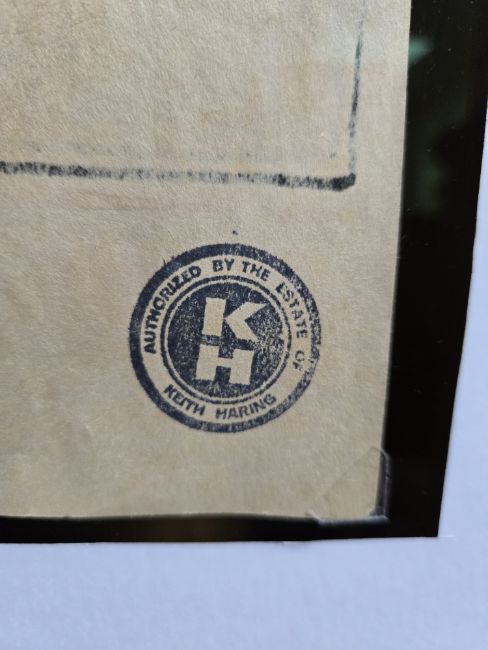 AUTHORIZED BY THE ESTATE OF
KH
KEITH HARING